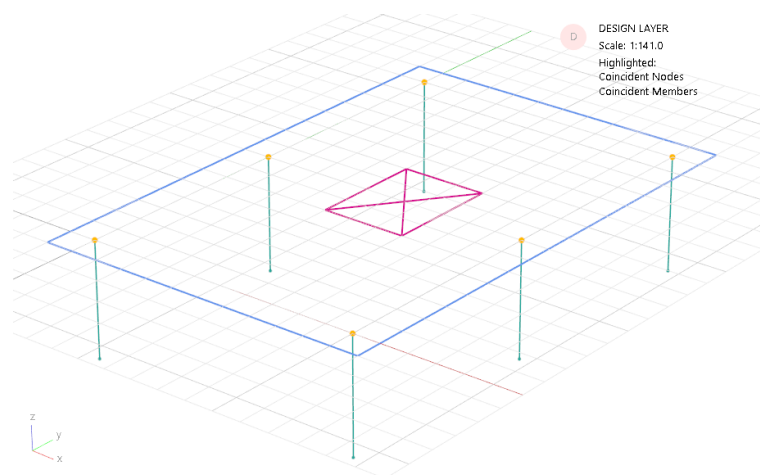 D
DESIGN LAYER
Scale: 1:141.0
Highlighted:
Coincident Nodes
Coincident Members
z
y
x